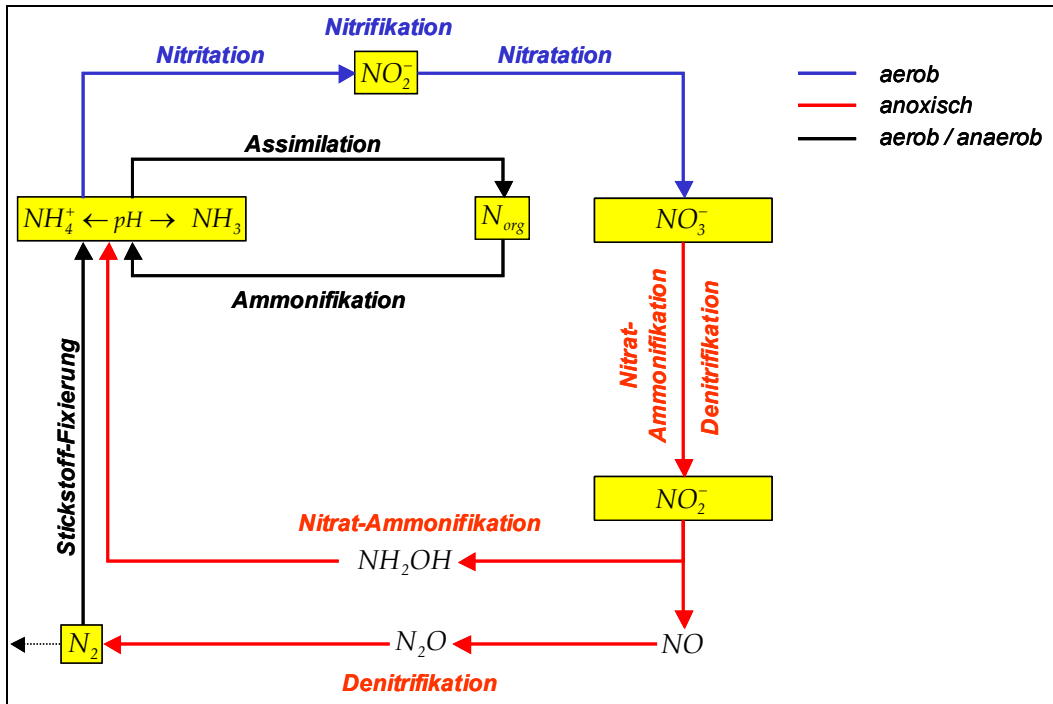 Nitrifikation
Nitritation
Nitratation
NO₂⁻
aerob
anoxisch
aerob / anaerob
Assimilation
NH₄⁺ ← pH → NH₃
N_org
NO₃⁻
Ammonifikation
Stickstoff-Fixierung
Nitrat-
Ammonifikation
Denitrifikation
NO₂⁻
Nitrat-Ammonifikation
NH₂OH
N₂
N₂O
NO
Denitrifikation